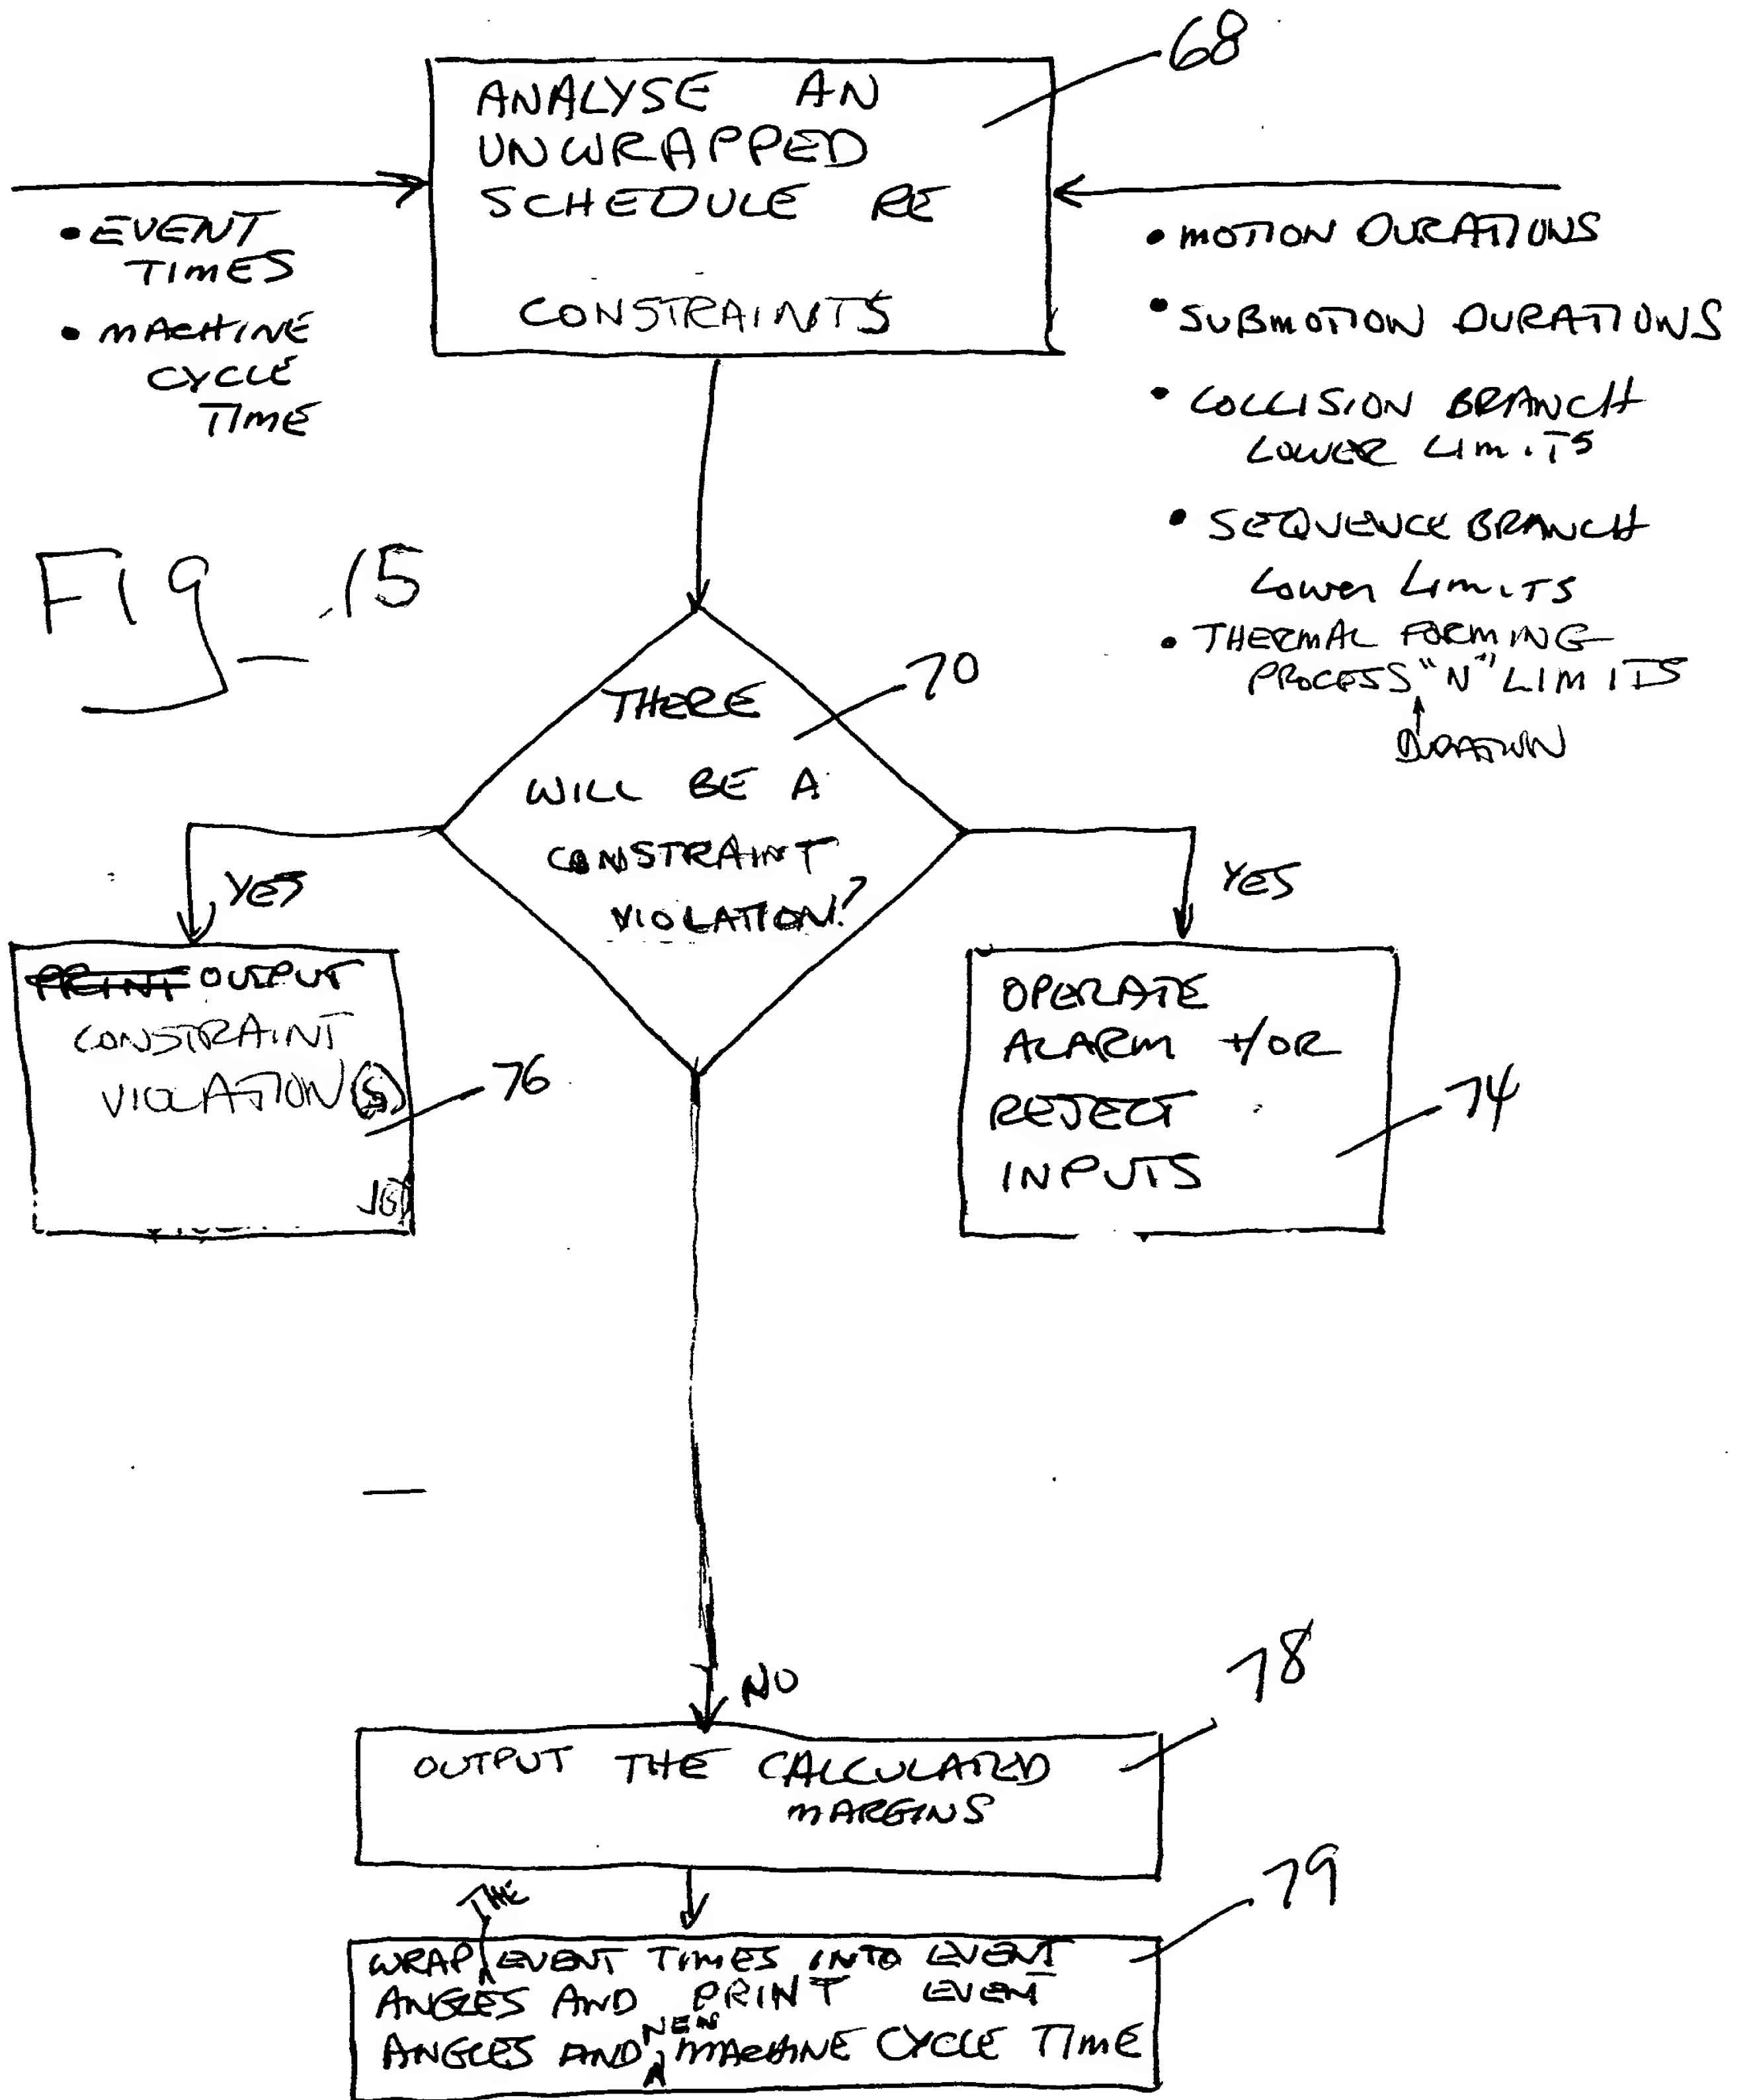 68
ANALYSE AN
UNWRAPPED
SCHEDULE RE
CONSTRAINTS
• EVENT
TIMES
• MACHINE
CYCLE
TIME
• MOTION DURATIONS
• SUBMOTION DURATIONS
• COLLISION BRANCH
LOWER LIMITS
• SEQUENCE BRANCH
LOWER LIMITS
• THERMAL FORMING
PROCESS "N" LIMITS
DURATION
Fig_15
70
THERE
WILL BE A
CONSTRAINT
VIOLATION?
YES
YES
PRINT OUTPUT
CONSTRAINT
VIOLATION(S)
76
OPERATE
ALARM +/OR
REJECT
INPUTS
74
NO
78
OUTPUT THE CALCULATED
MARGINS
79
THE
WRAP EVENT TIMES INTO EVENT
ANGLES AND PRINT EVENT
NEW
ANGLES AND MACHINE CYCLE TIME